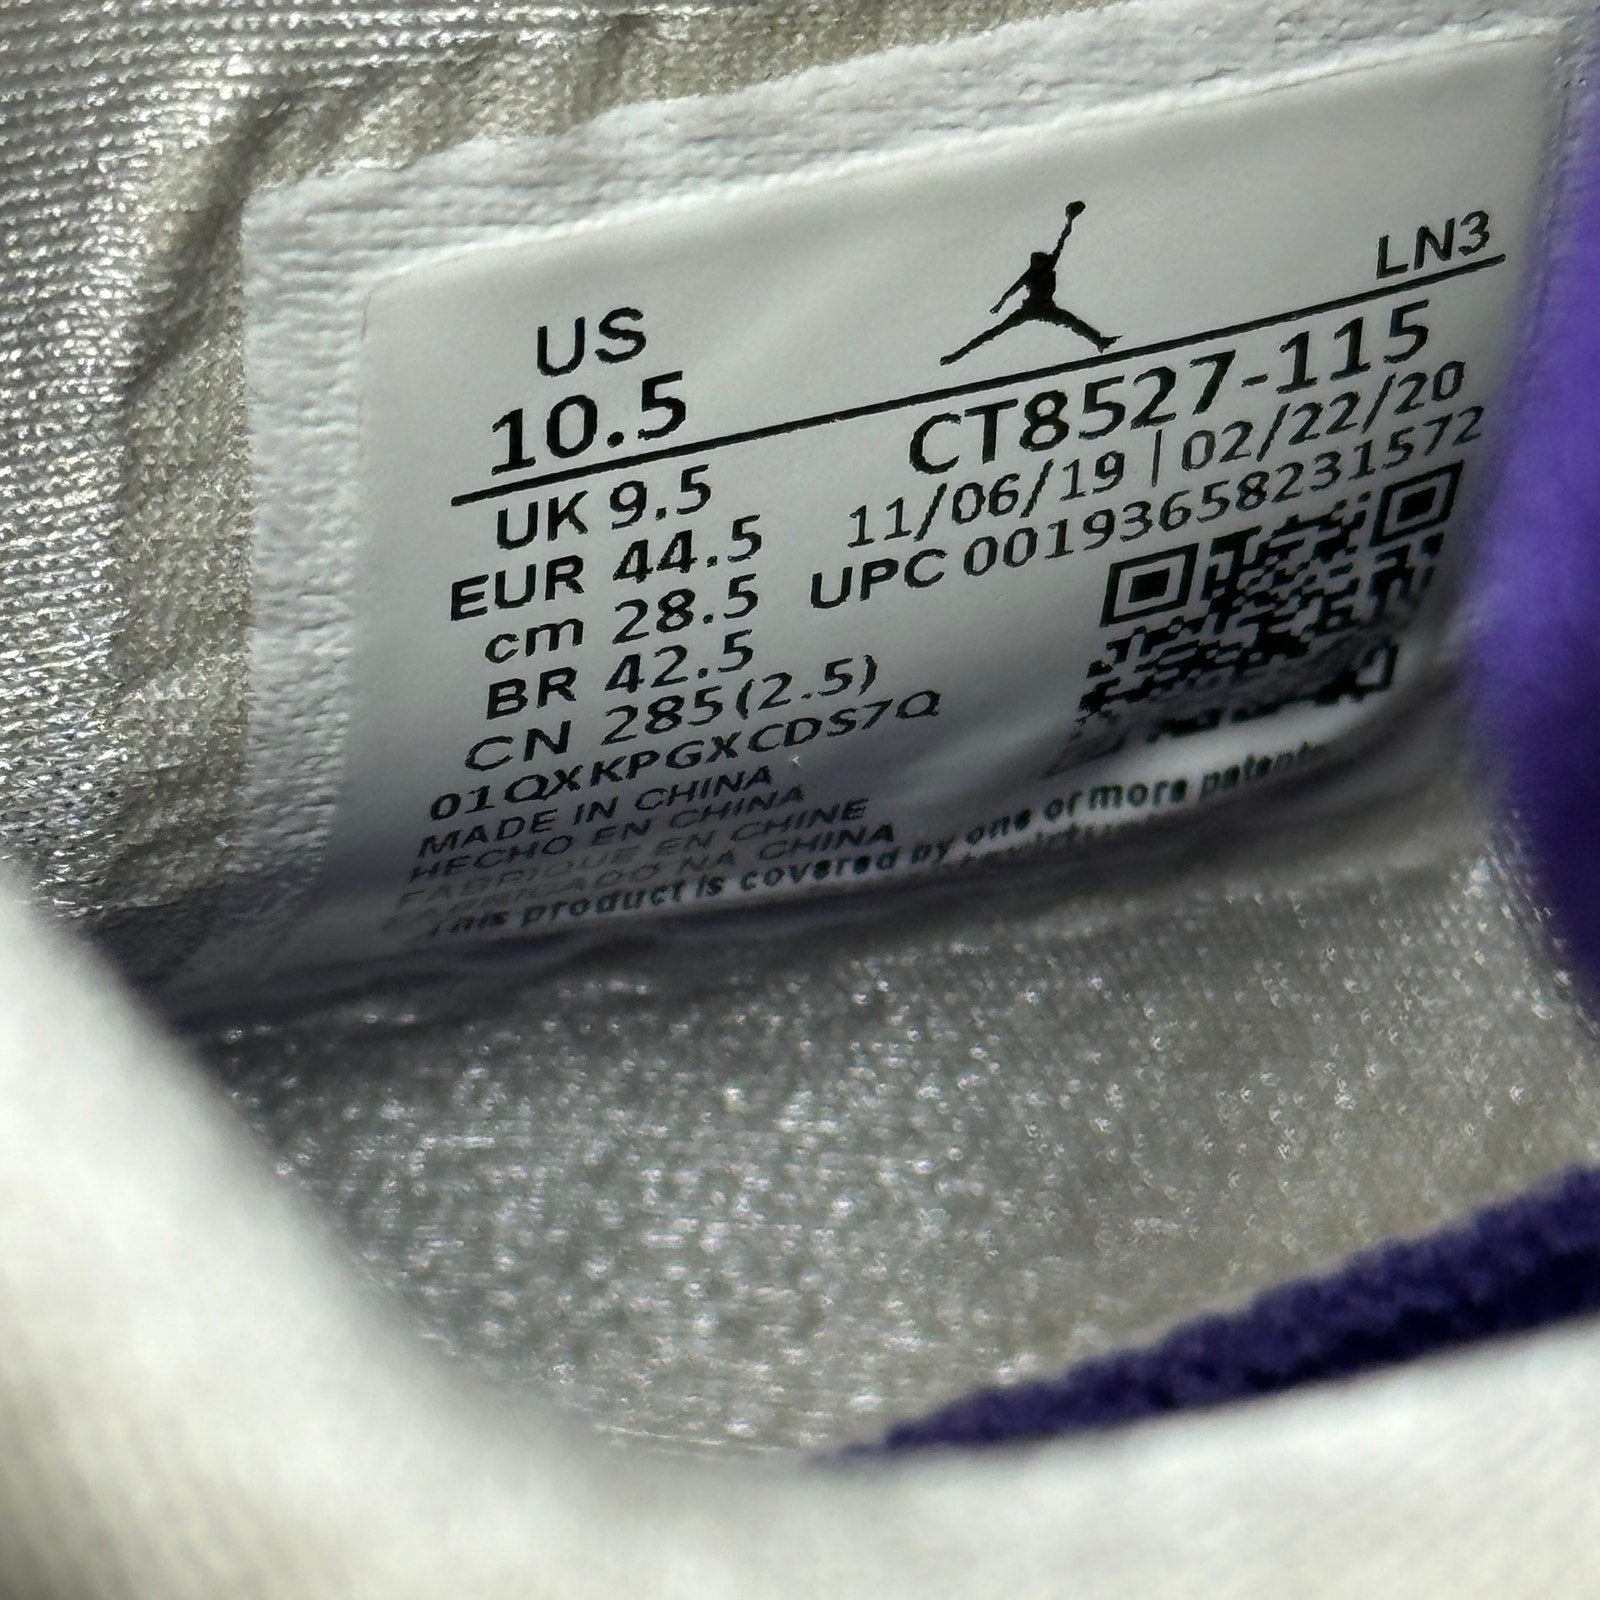 US
10.5
LN3
UK 9.5
EUR 44.5
cm 28.5
BR 42.5
CN 285(2.5)
CT8527-115
11/06/19 | 02/22/20
UPC 00193658231572
01QXKPGXCDS7Q
MADE IN CHINA
HECHO EN CHINA
FABRIQUE EN CHINE
FABRICADO NA CHINA
This product is covered by one or more patents